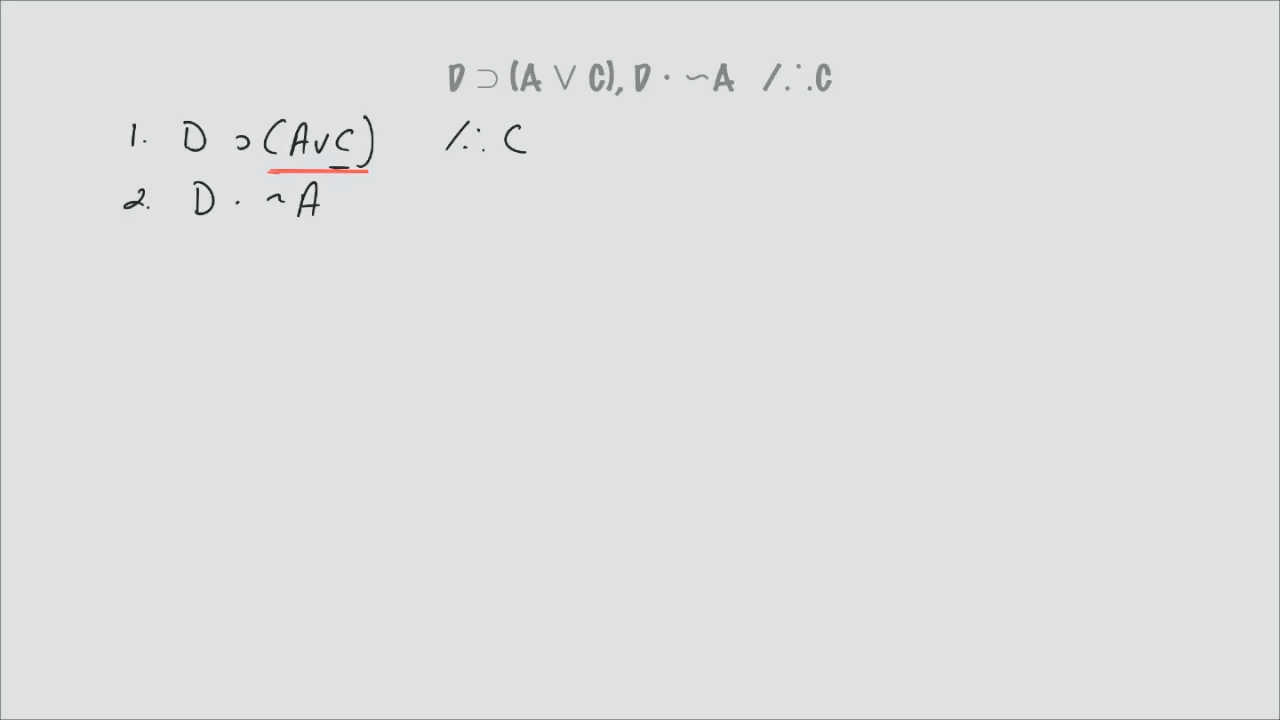 D ⊃ (A ∨ C), D · ∼A /∴C
1. D ⊃ (A v C) /∴ C
2. D · ~A